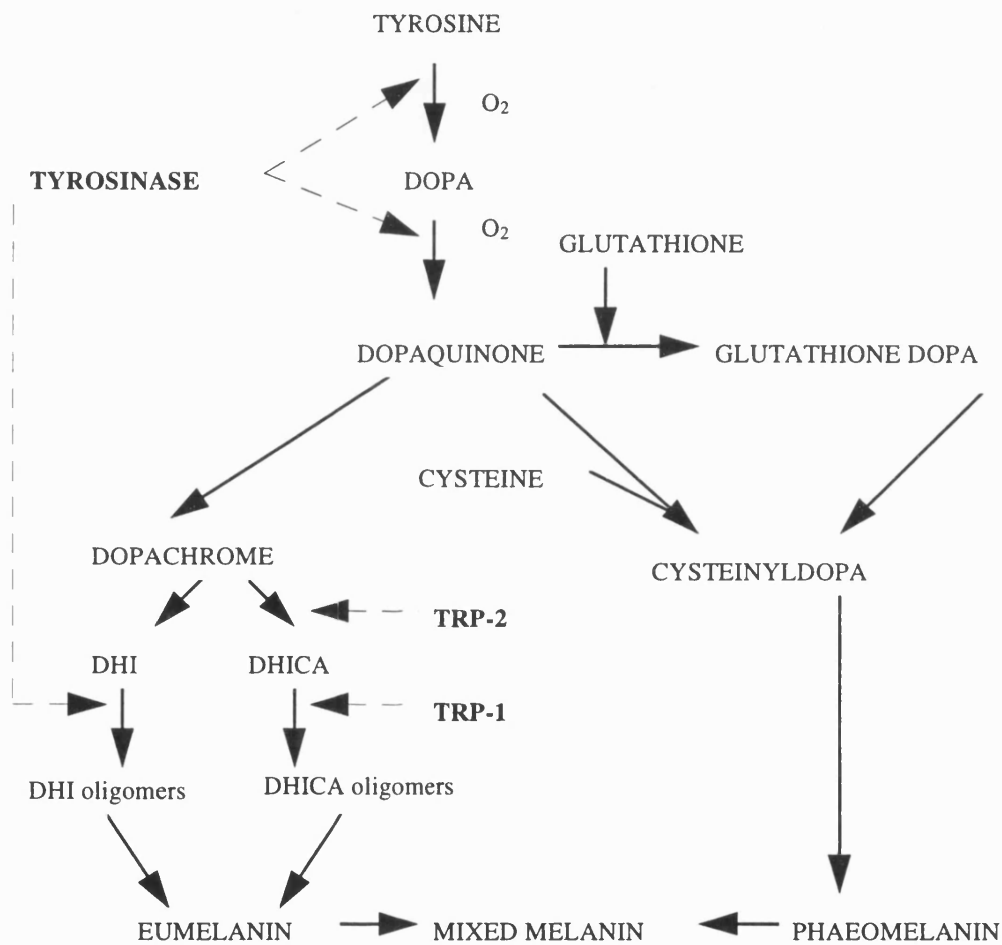 TYROSINE
O2
TYROSINASE
DOPA
O2
GLUTATHIONE
DOPAQUINONE
GLUTATHIONE DOPA
CYSTEINE
DOPACHROME
CYSTEINYLDOPA
TRP-2
DHI
DHICA
TRP-1
DHI oligomers
DHICA oligomers
EUMELANIN
MIXED MELANIN
PHAEOMELANIN